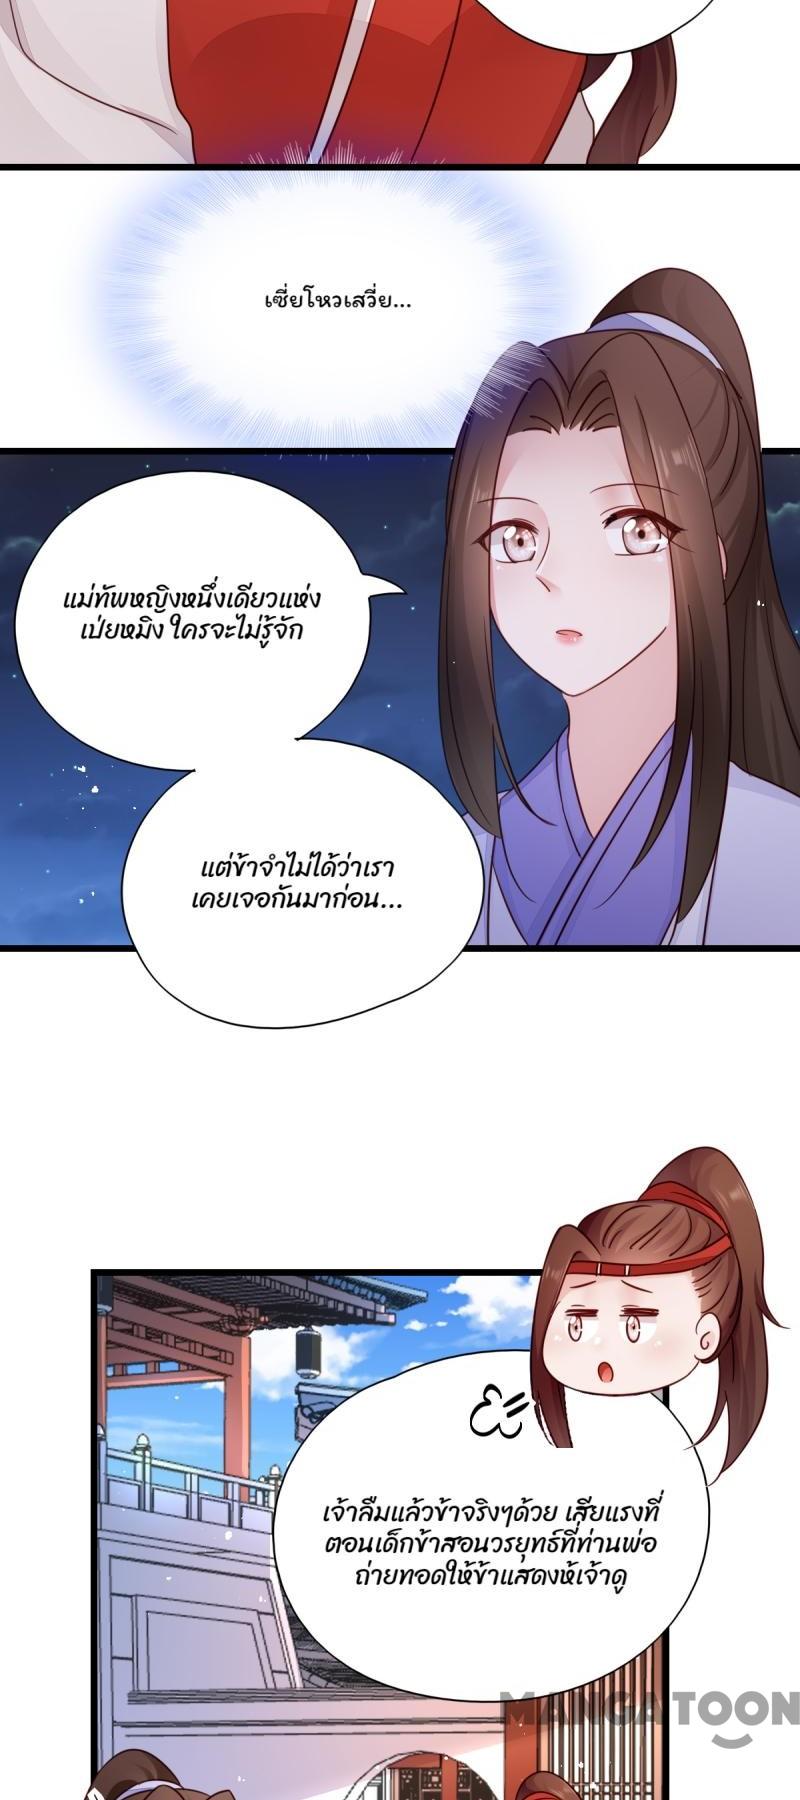 เซี่ยโหวเสวี่ย...
แม่ทัพหญิงหนึ่งเดียวแห่ง
เป่ยหมิง ใครจะไม่รู้จัก
แต่ข้าจำไม่ได้ว่าเรา
เคยเจอกันมาก่อน...
เจ้าลืมแล้วข้าจริงๆด้วย เสียแรงที่
ตอนเด็กข้าสอนวรยุทธ์ที่ท่านพ่อ
ถ่ายทอดให้ข้าแสดงห้เจ้าดู
MANGATOON